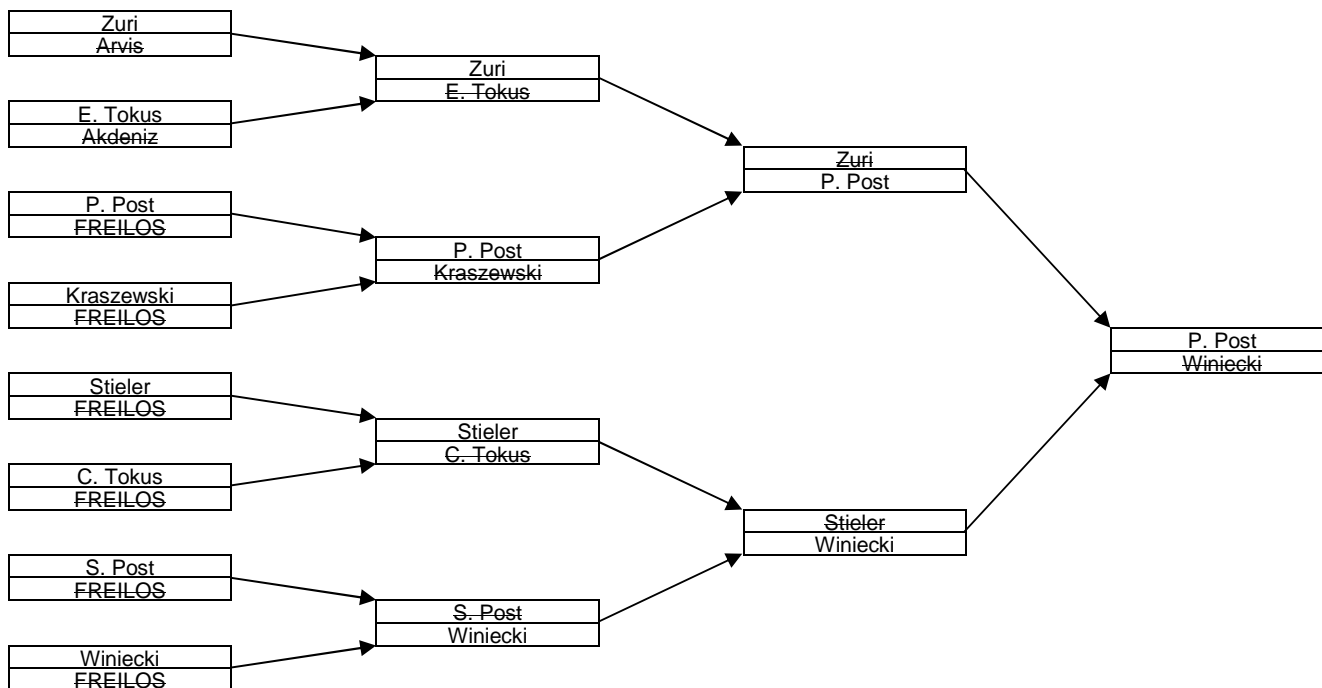 Zuri
Arvis
E. Tokus
Akdeniz
P. Post
FREILOS
Kraszewski
FREILOS
Stieler
FREILOS
C. Tokus
FREILOS
S. Post
FREILOS
Winiecki
FREILOS
Zuri
E. Tokus
P. Post
Kraszewski
Stieler
C. Tokus
S. Post
Winiecki
Zuri
P. Post
Stieler
Winiecki
P. Post
Winiecki